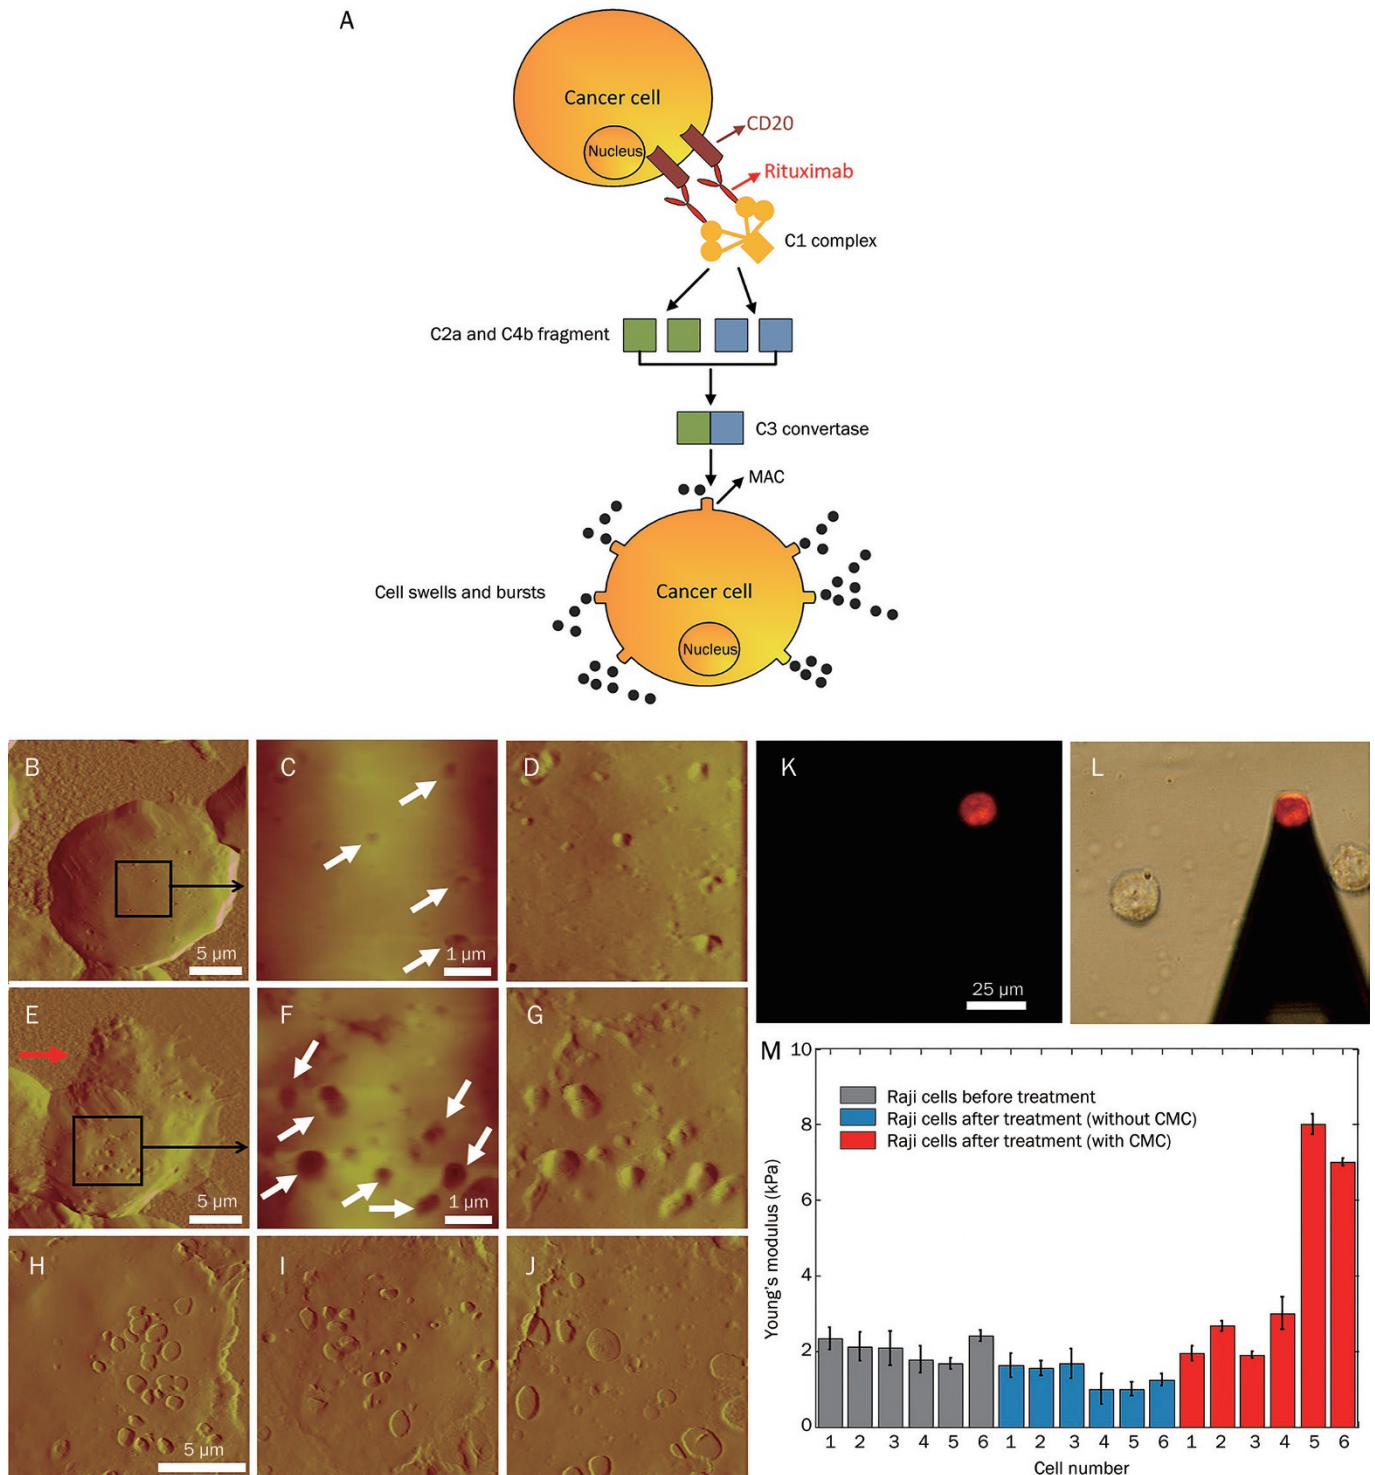 A
Cancer cell
Nucleus
CD20
Rituximab
C1 complex
C2a and C4b fragment
C3 convertase
MAC
Cell swells and bursts
Cancer cell
Nucleus
B
5 μm
C
1 μm
D
K
25 μm
L
E
5 μm
F
1 μm
G
H
5 μm
I
J
M
10
8
6
4
2
0
Young's modulus (kPa)
Raji cells before treatment
Raji cells after treatment (without CMC)
Raji cells after treatment (with CMC)
1 2 3 4 5 6 1 2 3 4 5 6 1 2 3 4 5 6
Cell number